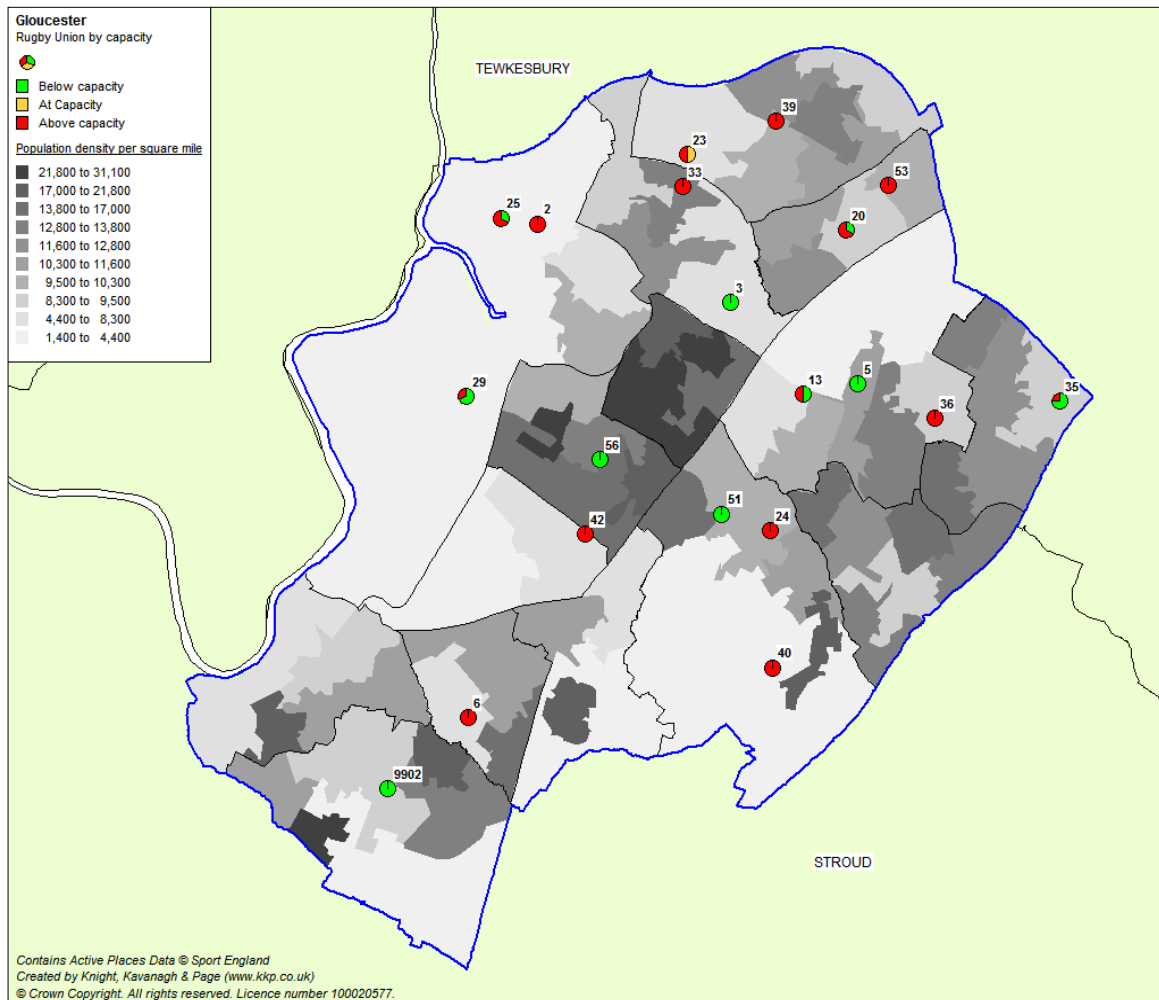 Gloucester
Rugby Union by capacity
Below capacity
At Capacity
Above capacity
Population density per square mile
21,800 to 31,100
17,000 to 21,800
13,800 to 17,000
12,800 to 13,800
11,600 to 12,800
10,300 to 11,600
9,500 to 10,300
8,300 to 9,500
4,400 to 8,300
1,400 to 4,400
TEWKESBURY
39
23
33
53
25
2
20
3
29
13
5
35
36
56
51
42
24
40
6
9902
STROUD
Contains Active Places Data © Sport England
Created by Knight, Kavanagh & Page (www.kkp.co.uk)
© Crown Copyright. All rights reserved. Licence number 100020577.